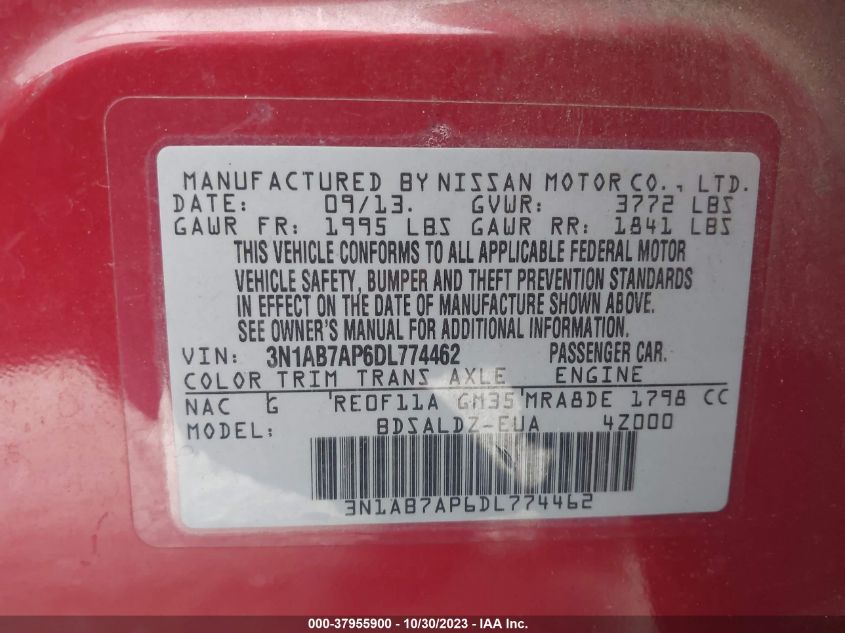 MANUFACTURED BY NISSAN MOTOR CO., LTD.
DATE: 09/13. GVWR: 3772 LBS
GAWR FR: 1995 LBS GAWR RR: 1841 LBS
THIS VEHICLE CONFORMS TO ALL APPLICABLE FEDERAL MOTOR
VEHICLE SAFETY, BUMPER AND THEFT PREVENTION STANDARDS
IN EFFECT ON THE DATE OF MANUFACTURE SHOWN ABOVE.
SEE OWNER'S MANUAL FOR ADDITIONAL INFORMATION.
VIN: 3N1AB7AP6DL774462 PASSENGER CAR.
COLOR TRIM TRANS AXLE ENGINE
NAC G RE0F11A GM35 MRA8DE 1798 CC
MODEL: BDSALDZ-EUA 4Z000
3N1AB7AP6DL774462
000-37955900 - 10/30/2023 - IAA Inc.